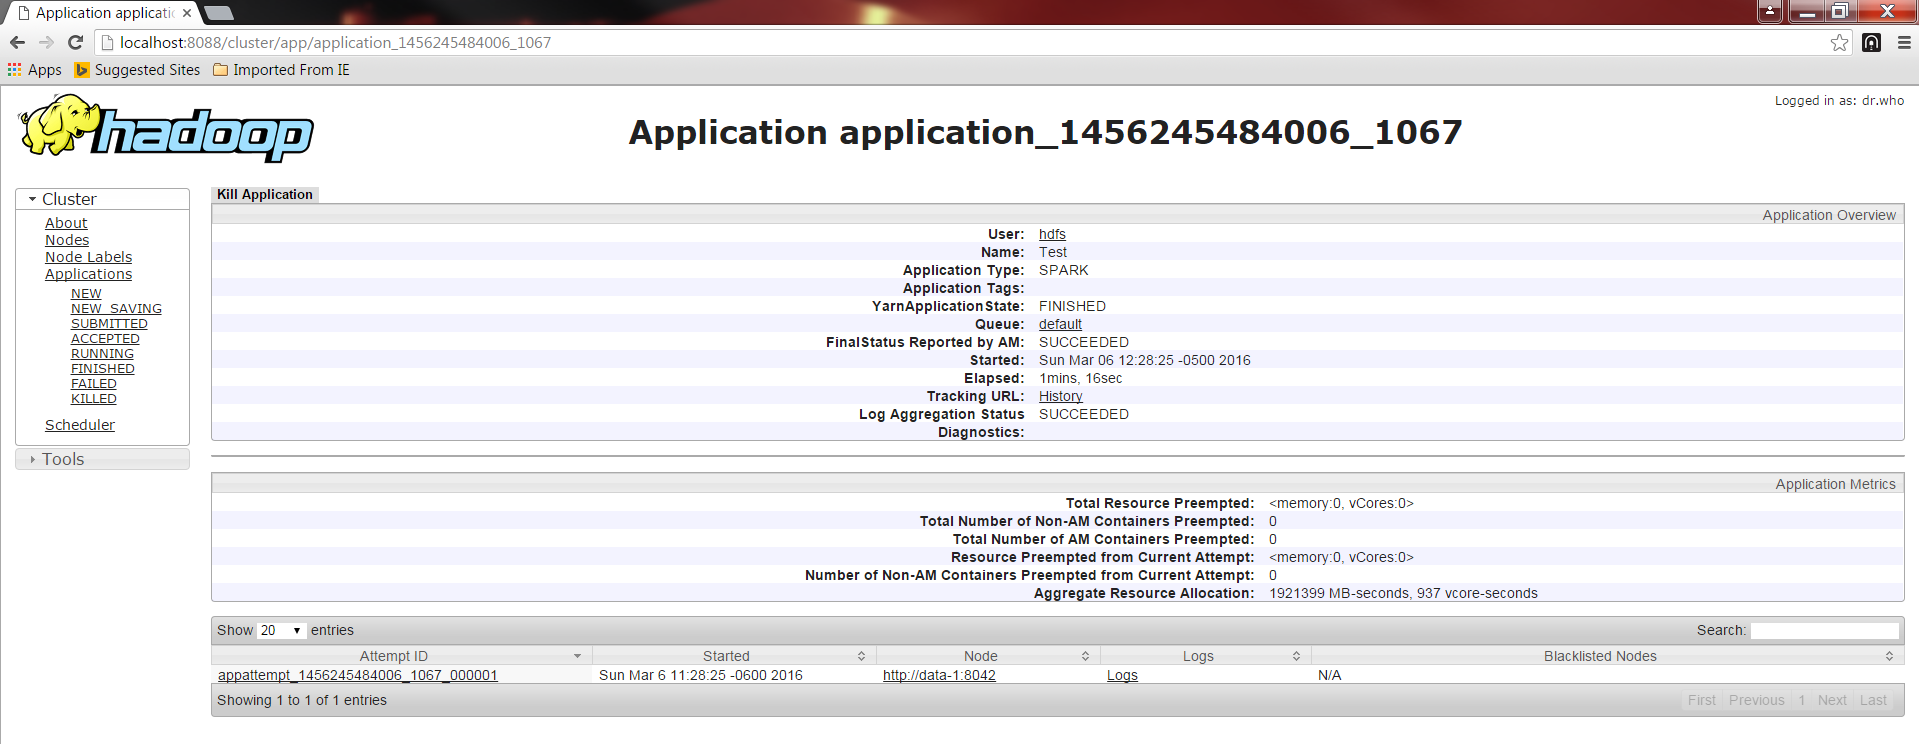 Application applicati
localhost:8088/cluster/app/application_1456245484006_1067
Apps Suggested Sites Imported From IE
hadoop
Logged in as: dr.who
Application application_1456245484006_1067
Cluster
About
Nodes
Node Labels
Applications
NEW
NEW_SAVING
SUBMITTED
ACCEPTED
RUNNING
FINISHED
FAILED
KILLED
Scheduler
Tools
Kill Application
Application Overview
User: hdfs
Name: Test
Application Type: SPARK
Application Tags:
YarnApplicationState: FINISHED
Queue: default
FinalStatus Reported by AM: SUCCEEDED
Started: Sun Mar 06 12:28:25 -0500 2016
Elapsed: 1mins, 16sec
Tracking URL: History
Log Aggregation Status SUCCEEDED
Diagnostics:
Application Metrics
Total Resource Preempted: <memory:0, vCores:0>
Total Number of Non-AM Containers Preempted: 0
Total Number of AM Containers Preempted: 0
Resource Preempted from Current Attempt: <memory:0, vCores:0>
Number of Non-AM Containers Preempted from Current Attempt: 0
Aggregate Resource Allocation: 1921399 MB-seconds, 937 vcore-seconds
Show 20 entries Search:
Attempt ID Started Node Logs Blacklisted Nodes
appattempt_1456245484006_1067_000001 Sun Mar 6 11:28:25 -0600 2016 http://data-1:8042 Logs N/A
Showing 1 to 1 of 1 entries First Previous 1 Next Last